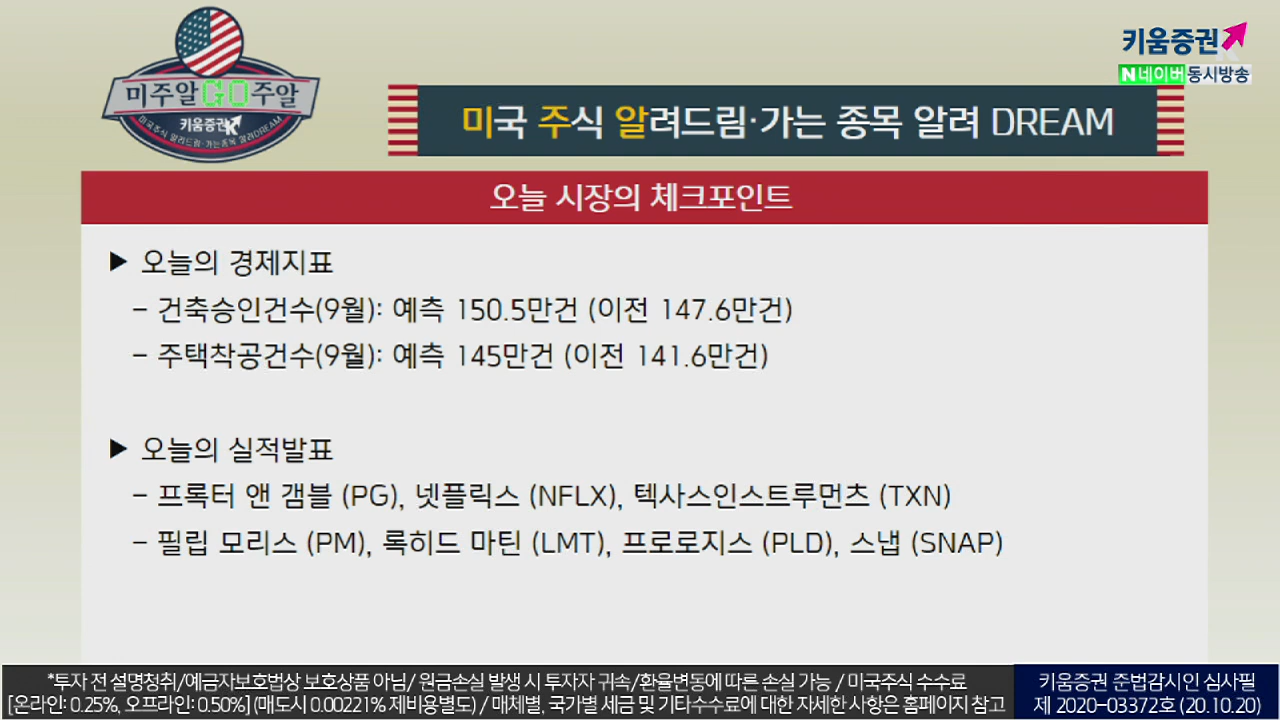 미주알GO주알
키움증권
미국주식 알려드림·가는종목 알려DREAM
키움증권
N 네이버 동시방송
미국 주식 알려드림·가는 종목 알려 DREAM
오늘 시장의 체크포인트
▶ 오늘의 경제지표
- 건축승인건수(9월): 예측 150.5만건 (이전 147.6만건)
- 주택착공건수(9월): 예측 145만건 (이전 141.6만건)
▶ 오늘의 실적발표
- 프록터 앤 갬블 (PG), 넷플릭스 (NFLX), 텍사스인스트루먼츠 (TXN)
- 필립 모리스 (PM), 록히드 마틴 (LMT), 프로로지스 (PLD), 스냅 (SNAP)
*투자 전 설명청취/예금자보호법상 보호상품 아님/ 원금손실 발생 시 투자자 귀속/환율변동에 따른 손실 가능 / 미국주식 수수료
[온라인: 0.25%, 오프라인: 0.50%] (매도시 0.00221% 제비용별도) / 매체별, 국가별 세금 및 기타수수료에 대한 자세한 사항은 홈페이지 참고
키움증권 준법감시인 심사필
제 2020-03372호 (20.10.20)